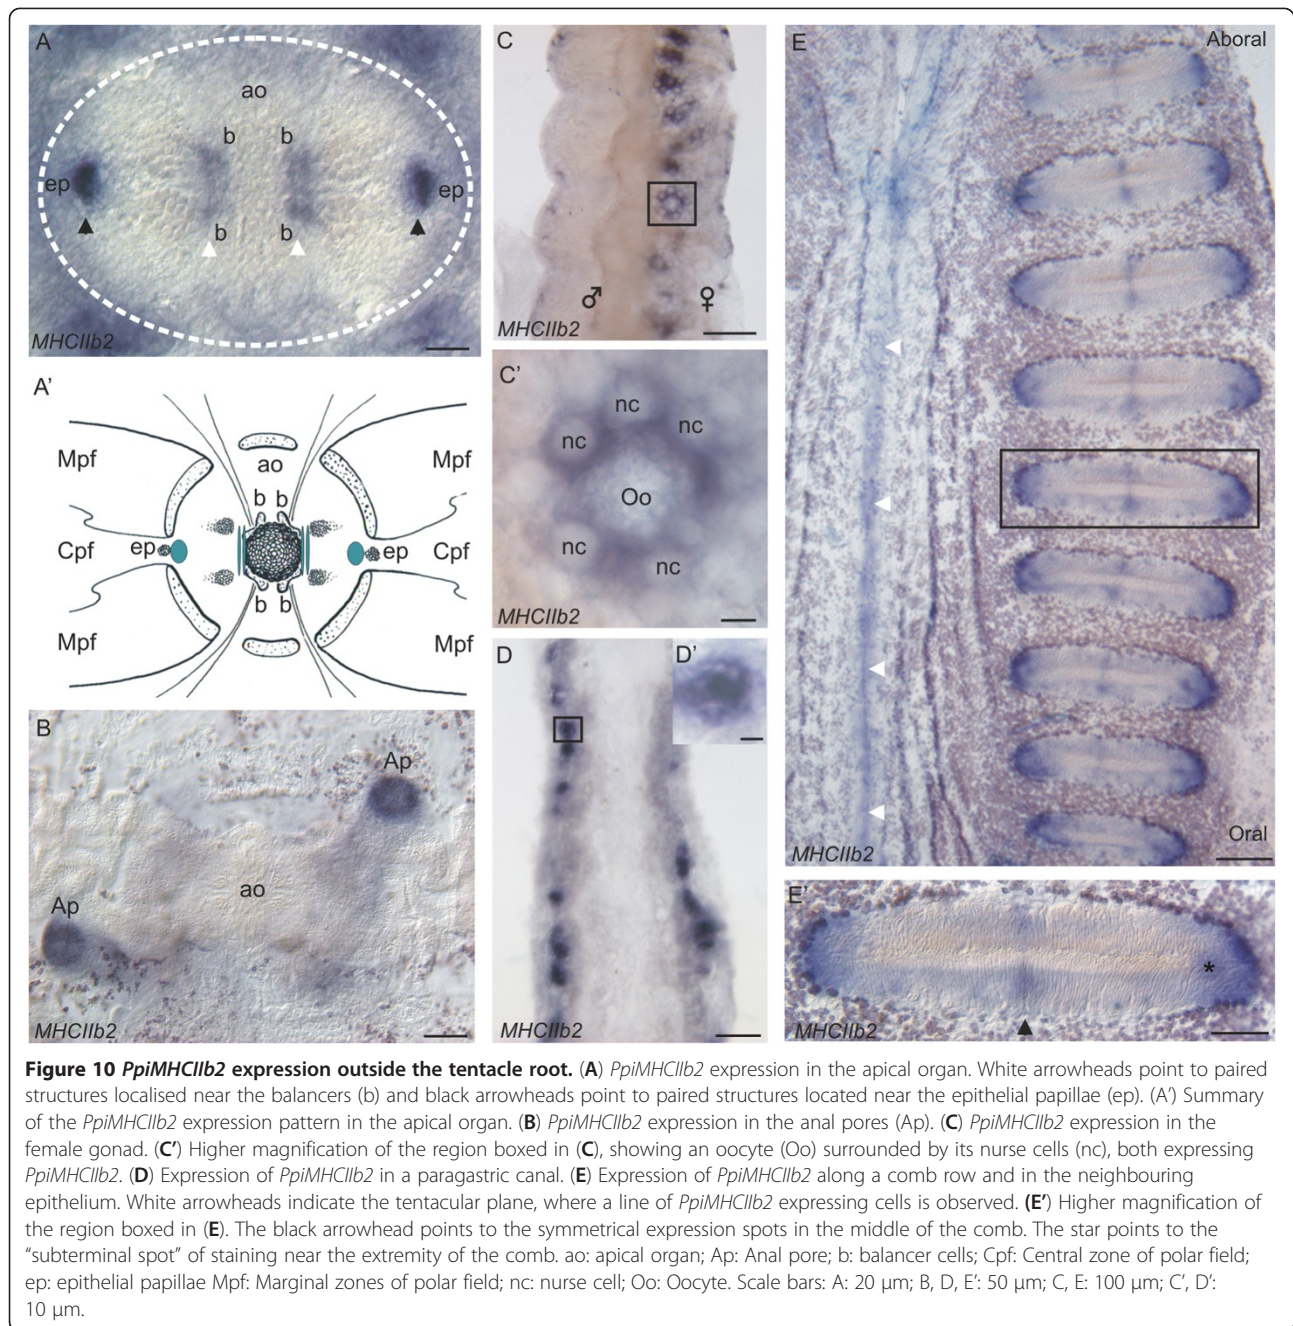 A
ao
b b
ep ep
b b
MHCIIb2
A'
Mpf Mpf
ao
b b
Cpf ep ep Cpf
b b
Mpf Mpf
B
Ap
ao
Ap
MHCIIb2
C
♂ ♀
MHCIIb2
C'
nc
nc nc
Oo
nc nc
MHCIIb2
D D'
MHCIIb2
E Aboral
Oral
MHCIIb2
E'
*
MHCIIb2
Figure 10 PpiMHCIIb2 expression outside the tentacle root. (A) PpiMHCIIb2 expression in the apical organ. White arrowheads point to paired
structures localised near the balancers (b) and black arrowheads point to paired structures located near the epithelial papillae (ep). (A’) Summary
of the PpiMHCIIb2 expression pattern in the apical organ. (B) PpiMHCIIb2 expression in the anal pores (Ap). (C) PpiMHCIIb2 expression in the
female gonad. (C’) Higher magnification of the region boxed in (C), showing an oocyte (Oo) surrounded by its nurse cells (nc), both expressing
PpiMHCIIb2. (D) Expression of PpiMHCIIb2 in a paragastric canal. (E) Expression of PpiMHCIIb2 along a comb row and in the neighbouring
epithelium. White arrowheads indicate the tentacular plane, where a line of PpiMHCIIb2 expressing cells is observed. (E’) Higher magnification of
the region boxed in (E). The black arrowhead points to the symmetrical expression spots in the middle of the comb. The star points to the
“subterminal spot” of staining near the extremity of the comb. ao: apical organ; Ap: Anal pore; b: balancer cells; Cpf: Central zone of polar field;
ep: epithelial papillae Mpf: Marginal zones of polar field; nc: nurse cell; Oo: Oocyte. Scale bars: A: 20 μm; B, D, E’: 50 μm; C, E: 100 μm; C’, D’:
10 μm.